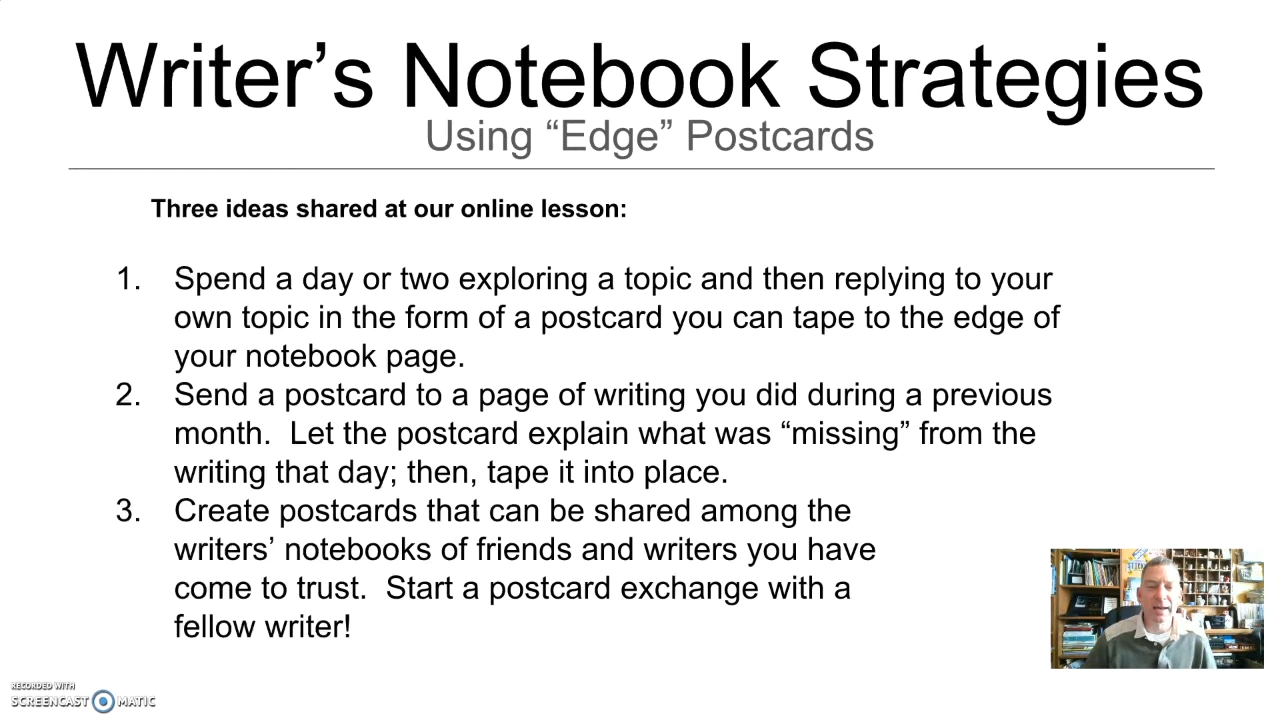 Writer’s Notebook Strategies
Using “Edge” Postcards
Three ideas shared at our online lesson:
1. Spend a day or two exploring a topic and then replying to your
own topic in the form of a postcard you can tape to the edge of
your notebook page.
2. Send a postcard to a page of writing you did during a previous
month.  Let the postcard explain what was “missing” from the
writing that day; then, tape it into place.
3. Create postcards that can be shared among the
writers’ notebooks of friends and writers you have
come to trust.  Start a postcard exchange with a
fellow writer!
RECORDED WITH
SCREENCAST MATIC